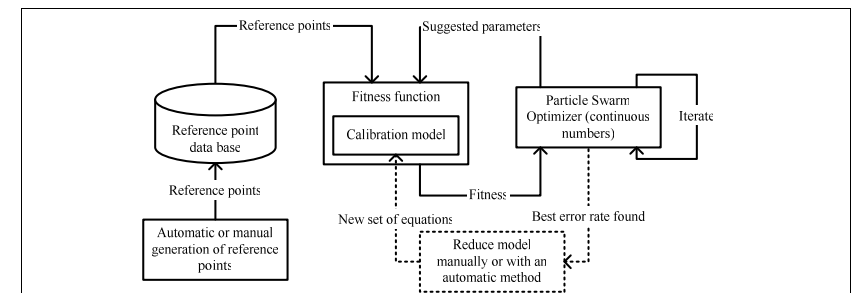 Reference points
Suggested parameters
Fitness function
Calibration model
Particle Swarm
Optimizer (continuous
numbers)
Iterate
Reference point
data base
Reference points
Fitness
Automatic or manual
generation of reference
points
New set of equations
Best error rate found
Reduce model
manually or with an
automatic method